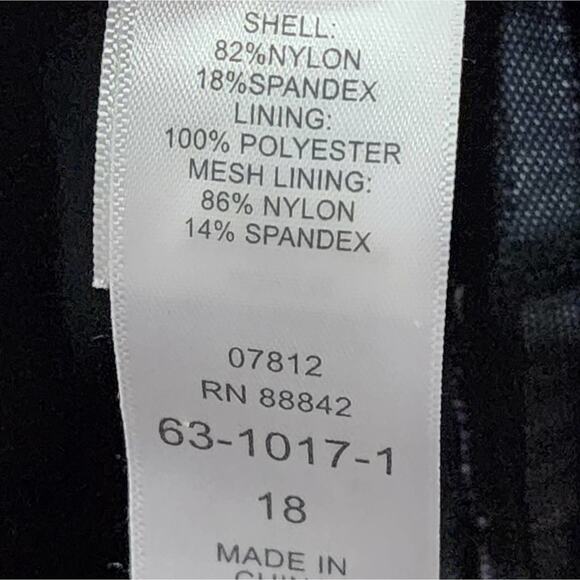 SHELL:
82%NYLON
18%SPANDEX
LINING:
100% POLYESTER
MESH LINING:
86% NYLON
14% SPANDEX
07812
RN 88842
63-1017-1
18
MADE IN